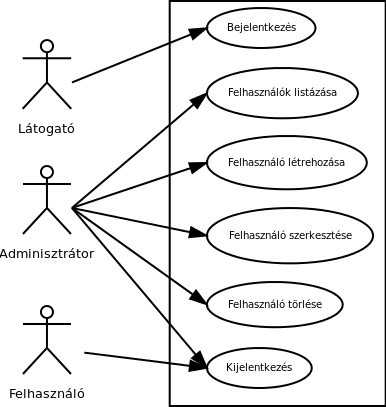 Bejelentkezés
Felhasználók listázása
Látogató
Felhasználó létrehozása
Adminisztrátor
Felhasználó szerkesztése
Felhasználó törlése
Kijelentkezés
Felhasználó